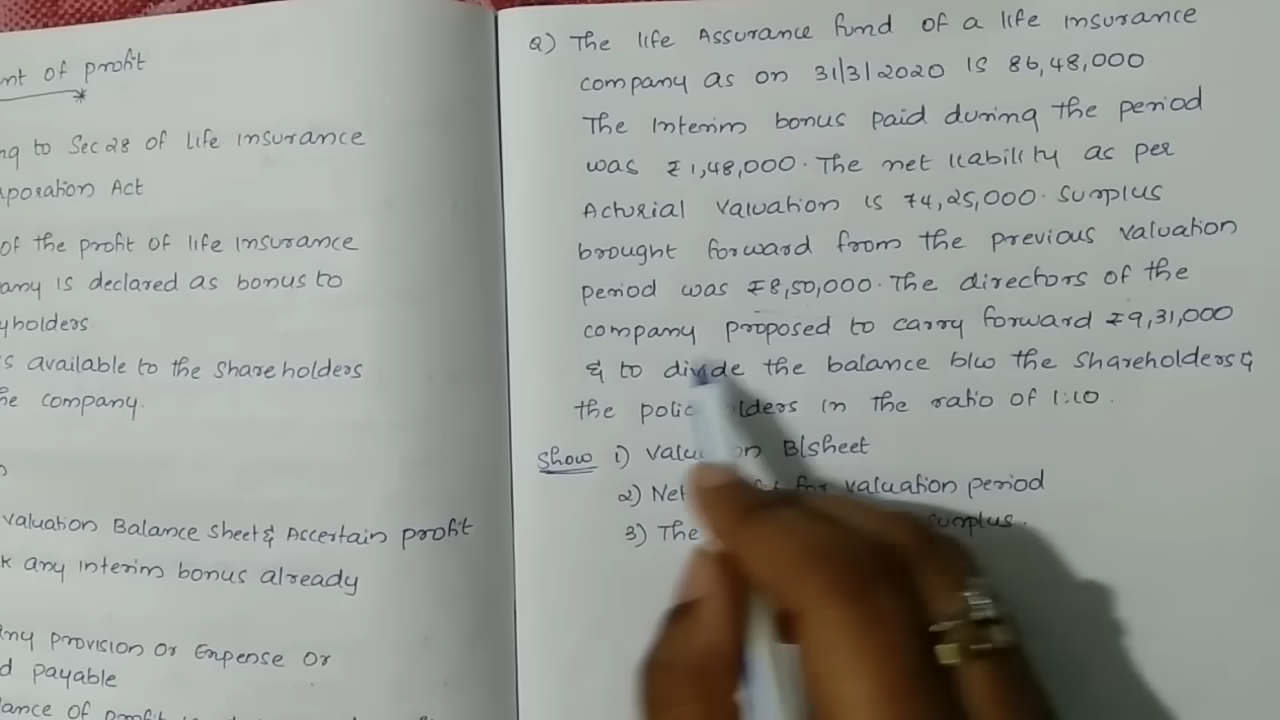 nt of profit
ng to Sec 28 of Life insurance
poration Act
of the profit of life insurance
any is declared as bonus to
yholders
s available to the Shareholders
he company.
valuation Balance Sheet & Ascertain profit
k any interim bonus already
any provision or Expense or
d payable
lance of
Q) The life Assurance fund of a life insurance
company as on 31/3/2020 is 86,48,000
The Interim bonus paid during the period
was ₹1,48,000. The net liability as per
Acturial valuation is 74,25,000. Surplus
brought forward from the previous valuation
period was ₹8,50,000. The directors of the
company proposed to carry forward ₹9,31,000
& to divide the balance b/w the shareholders &
the polic lders in the ratio of 1:10.
Show 1) Valu on B/sheet
2) Net for valuation period
3) The surplus.